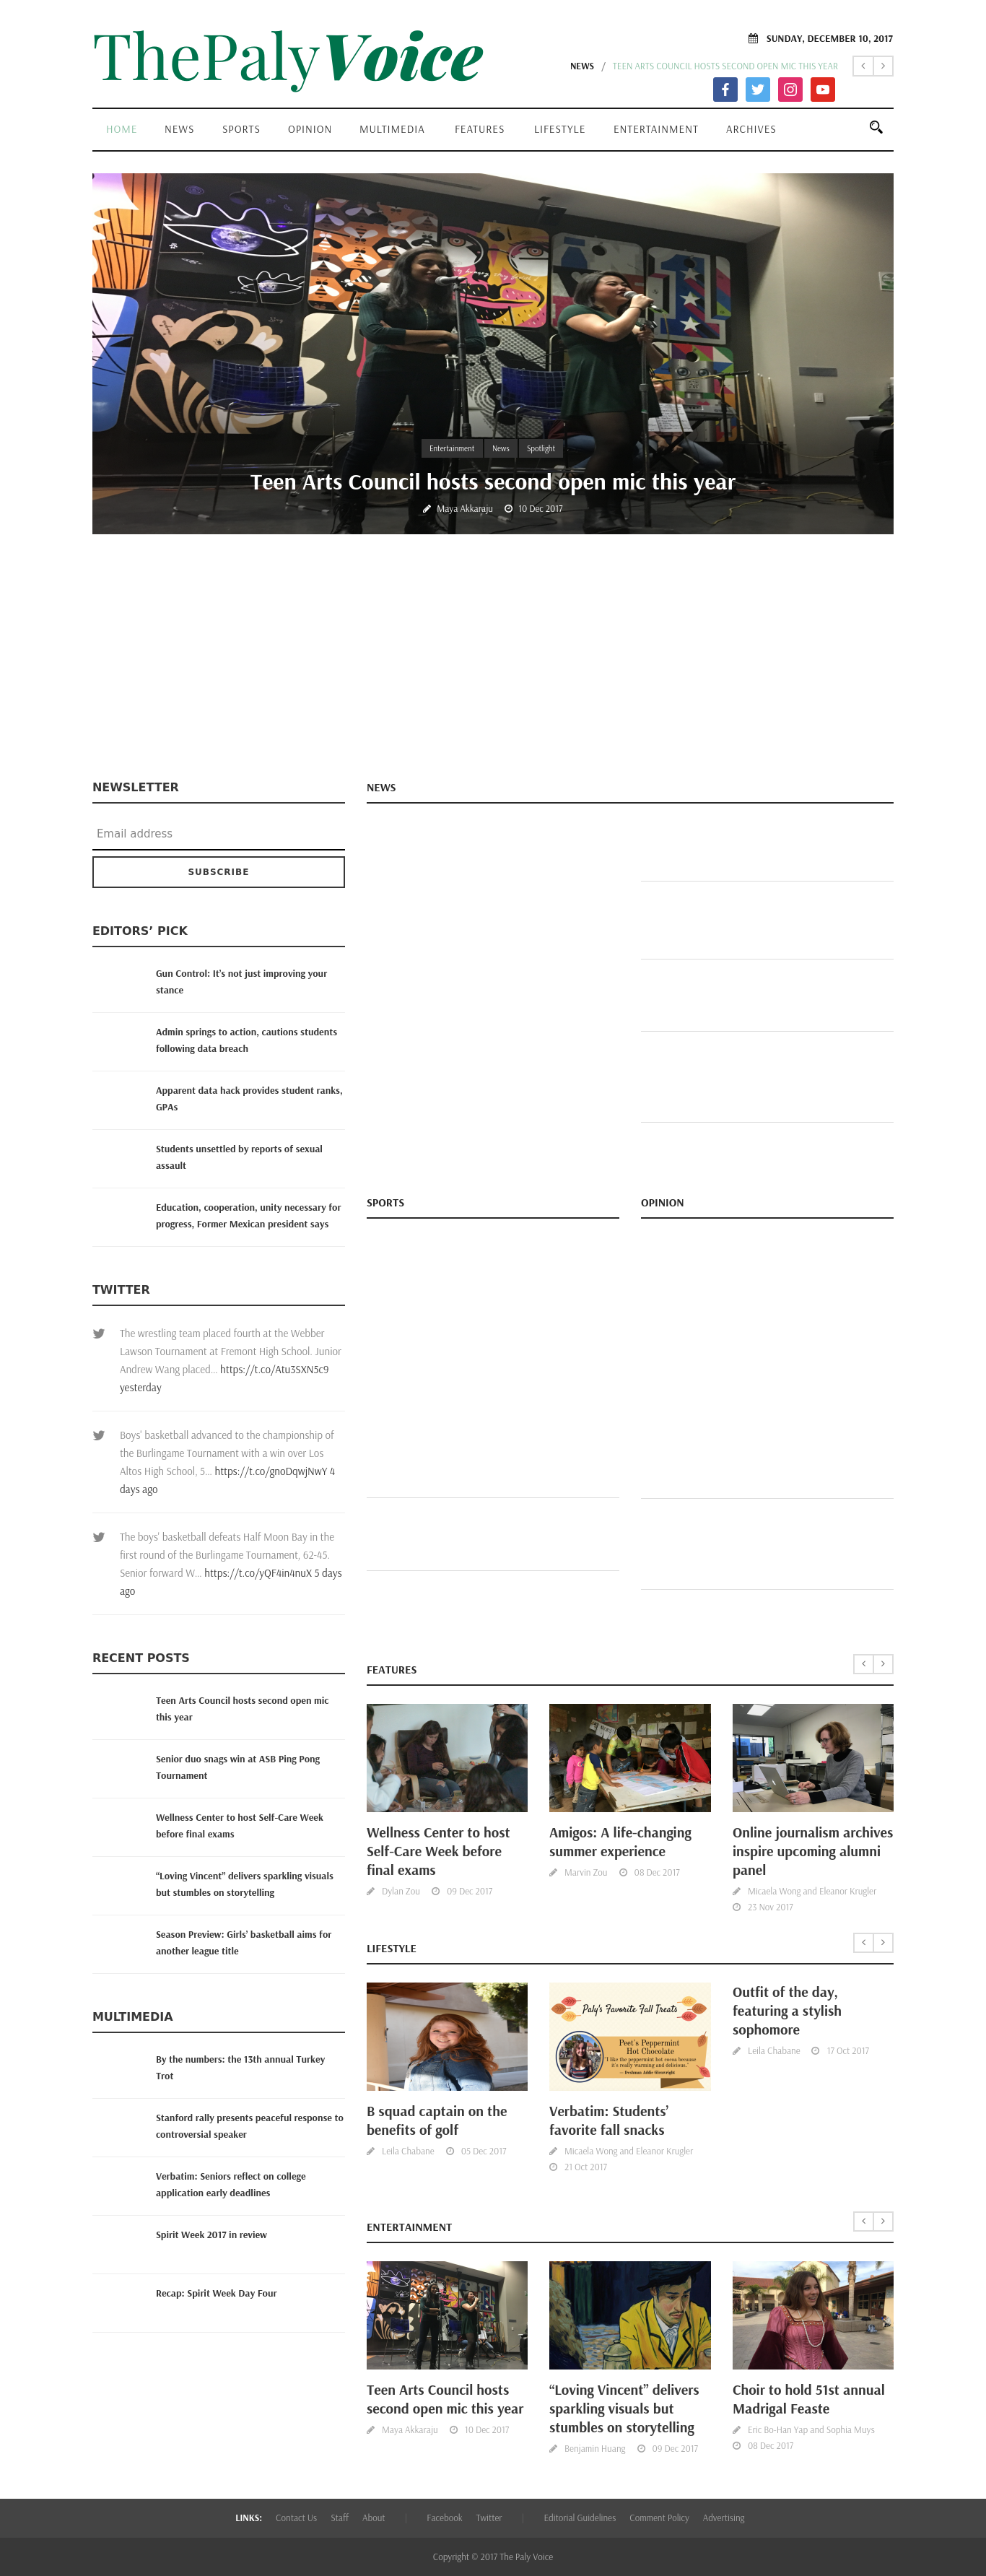 ThePalyVoice
SUNDAY, DECEMBER 10, 2017
NEWS / TEEN ARTS COUNCIL HOSTS SECOND OPEN MIC THIS YEAR
HOME NEWS SPORTS OPINION MULTIMEDIA FEATURES LIFESTYLE ENTERTAINMENT ARCHIVES
Entertainment News Spotlight
Teen Arts Council hosts second open mic this year
Maya Akkaraju 10 Dec 2017
NEWSLETTER
Email address
SUBSCRIBE
EDITORS’ PICK
Gun Control: It's not just improving your
stance
Admin springs to action, cautions students
following data breach
Apparent data hack provides student ranks,
GPAs
Students unsettled by reports of sexual
assault
Education, cooperation, unity necessary for
progress, Former Mexican president says
TWITTER
The wrestling team placed fourth at the Webber
Lawson Tournament at Fremont High School. Junior
Andrew Wang placed... https://t.co/Atu3SXN5c9
yesterday
Boys' basketball advanced to the championship of
the Burlingame Tournament with a win over Los
Altos High School, 5... https://t.co/gnoDqwjNwY 4
days ago
The boys' basketball defeats Half Moon Bay in the
first round of the Burlingame Tournament, 62-45.
Senior forward W... https://t.co/yQF4in4nuX 5 days
ago
RECENT POSTS
Teen Arts Council hosts second open mic
this year
Senior duo snags win at ASB Ping Pong
Tournament
Wellness Center to host Self-Care Week
before final exams
“Loving Vincent” delivers sparkling visuals
but stumbles on storytelling
Season Preview: Girls’ basketball aims for
another league title
MULTIMEDIA
By the numbers: the 13th annual Turkey
Trot
Stanford rally presents peaceful response to
controversial speaker
Verbatim: Seniors reflect on college
application early deadlines
Spirit Week 2017 in review
Recap: Spirit Week Day Four
NEWS
SPORTS
OPINION
FEATURES
Wellness Center to host
Self-Care Week before
final exams
Dylan Zou 09 Dec 2017
Amigos: A life-changing
summer experience
Marvin Zou 08 Dec 2017
Online journalism archives
inspire upcoming alumni
panel
Micaela Wong and Eleanor Krugler
23 Nov 2017
LIFESTYLE
B squad captain on the
benefits of golf
Leila Chabane 05 Dec 2017
Paly's Favorite Fall Treats
Peet's Peppermint
Hot Chocolate
Verbatim: Students’
favorite fall snacks
Micaela Wong and Eleanor Krugler
21 Oct 2017
Outfit of the day,
featuring a stylish
sophomore
Leila Chabane 17 Oct 2017
ENTERTAINMENT
Teen Arts Council hosts
second open mic this year
Maya Akkaraju 10 Dec 2017
“Loving Vincent” delivers
sparkling visuals but
stumbles on storytelling
Benjamin Huang 09 Dec 2017
Choir to hold 51st annual
Madrigal Feaste
Eric Bo-Han Yap and Sophia Muys
08 Dec 2017
LINKS: Contact Us Staff About | Facebook Twitter | Editorial Guidelines Comment Policy Advertising
Copyright © 2017 The Paly Voice